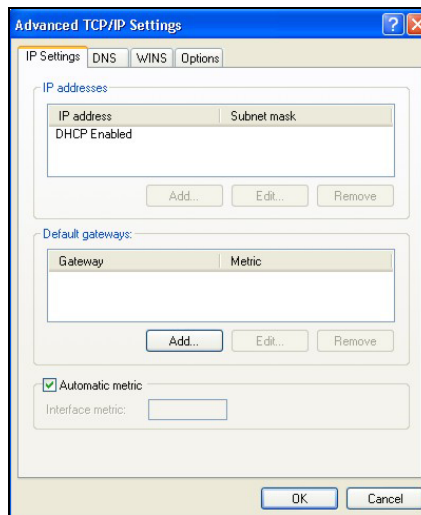 Advanced TCP/IP Settings
IP Settings DNS WINS Options
IP addresses
IP address Subnet mask
DHCP Enabled
Add... Edit... Remove
Default gateways:
Gateway Metric
Add... Edit... Remove
Automatic metric
Interface metric:
OK Cancel